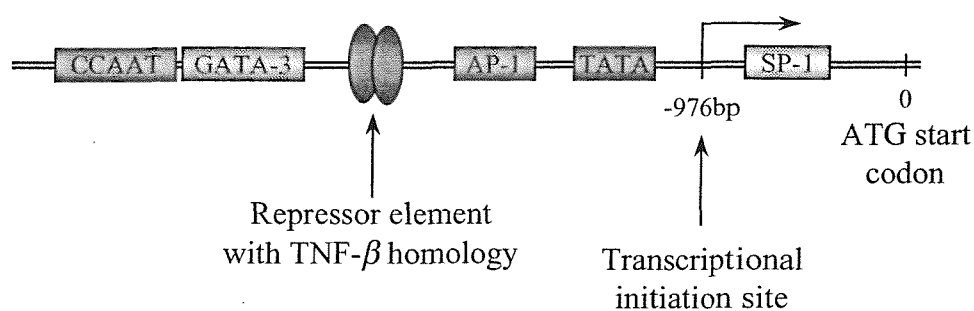 CCAAT GATA-3 AP-1 TATA SP-1
-976bp
0
ATG start
codon
Repressor element
with TNF-β homology
Transcriptional
initiation site